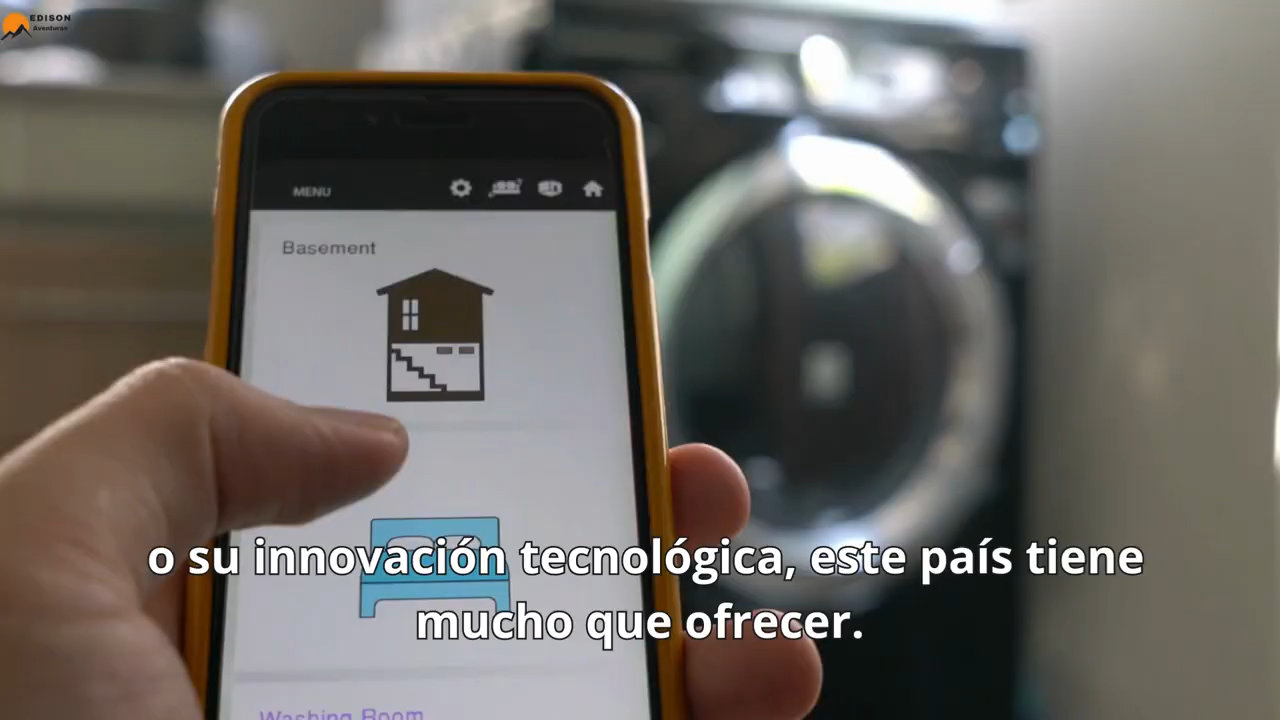 EDISON
Aventuras
MENU
Basement
o su innovación tecnológica, este país tiene
mucho que ofrecer.
Washing Room